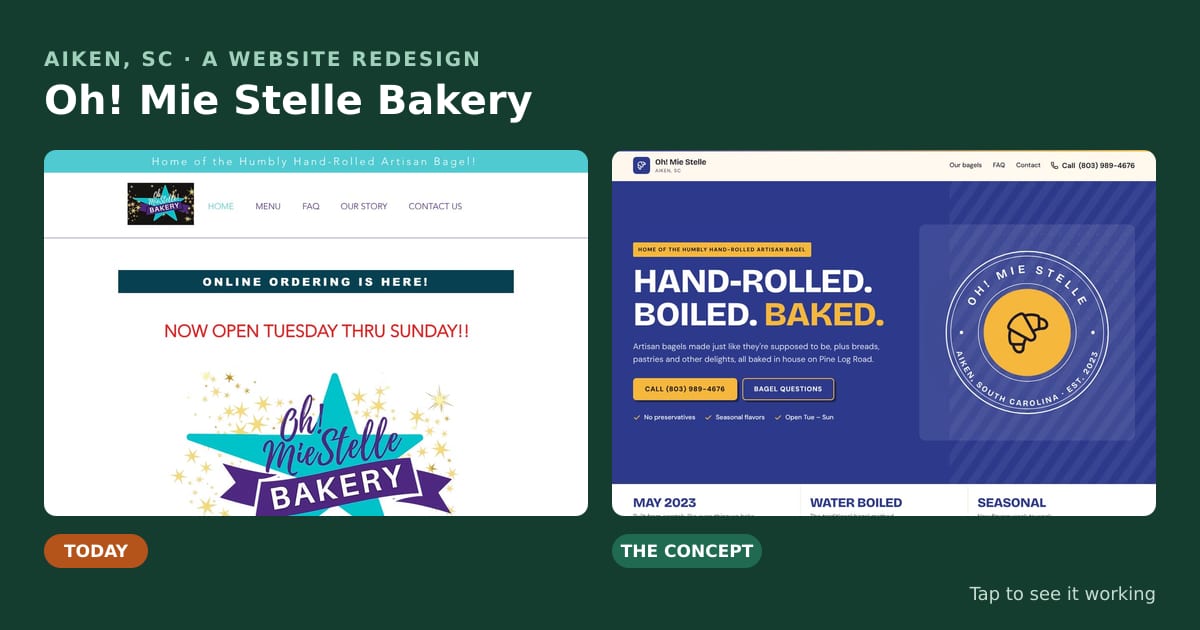 AIKEN, SC · A WEBSITE REDESIGN
Oh! Mie Stelle Bakery
Home of the Humbly Hand-Rolled Artisan Bagel!
Oh!
MieStelle
BAKERY
HOME MENU FAQ OUR STORY CONTACT US
ONLINE ORDERING IS HERE!
NOW OPEN TUESDAY THRU SUNDAY!!
Oh!
MieStelle
BAKERY
TODAY
Oh! Mie Stelle
AIKEN, SC
Our bagels FAQ Contact Call (803) 989-4676
HOME OF THE HUMBLY HAND-ROLLED ARTISAN BAGEL
HAND-ROLLED.
BOILED. BAKED.
Artisan bagels made just like they're supposed to be, plus breads,
pastries and other delights, all baked in house on Pine Log Road.
CALL (803) 989-4676 BAGEL QUESTIONS
No preservatives Seasonal flavors Open Tue – Sun
OH! MIE STELLE
AIKEN, SOUTH CAROLINA · EST. 2023
MAY 2023 WATER BOILED SEASONAL
THE CONCEPT
Tap to see it working